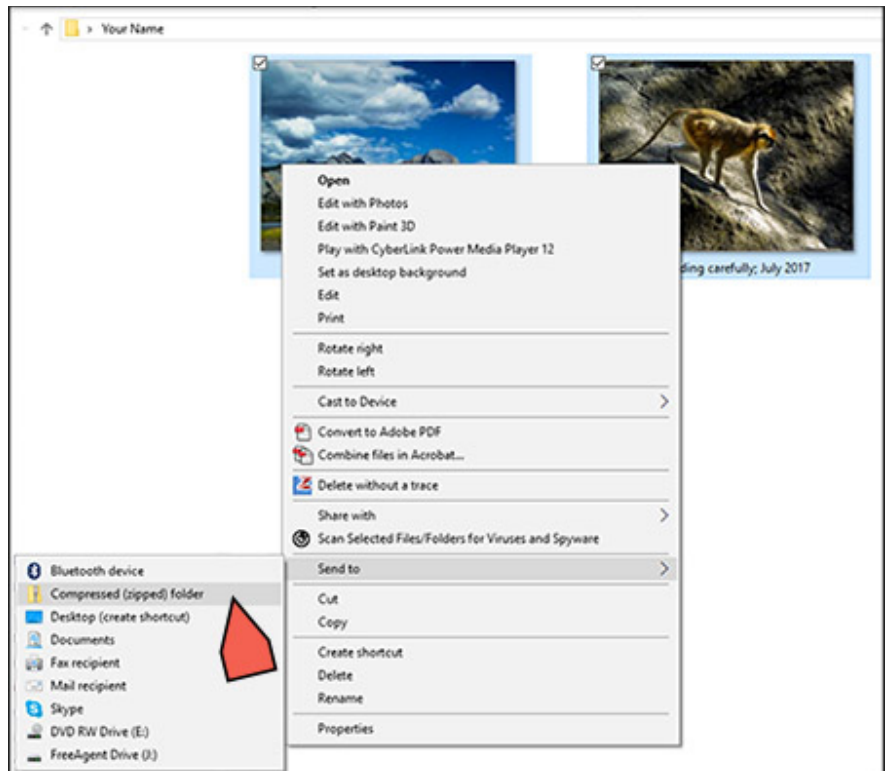 Your Name
Open
Edit with Photos
Edit with Paint 3D
Play with CyberLink Power Media Player 12
Set as desktop background
Edit
Print
Rotate right
Rotate left
Cast to Device
Convert to Adobe PDF
Combine files in Acrobat...
Delete without a trace
Share with
Scan Selected Files/Folders for Viruses and Spyware
Send to
Cut
Copy
Create shortcut
Delete
Rename
Properties
carefully; July 2017
Bluetooth device
Compressed (zipped) folder
Desktop (create shortcut)
Documents
Fax recipient
Mail recipient
Skype
DVD RW Drive (E:)
FreeAgent Drive (J:)